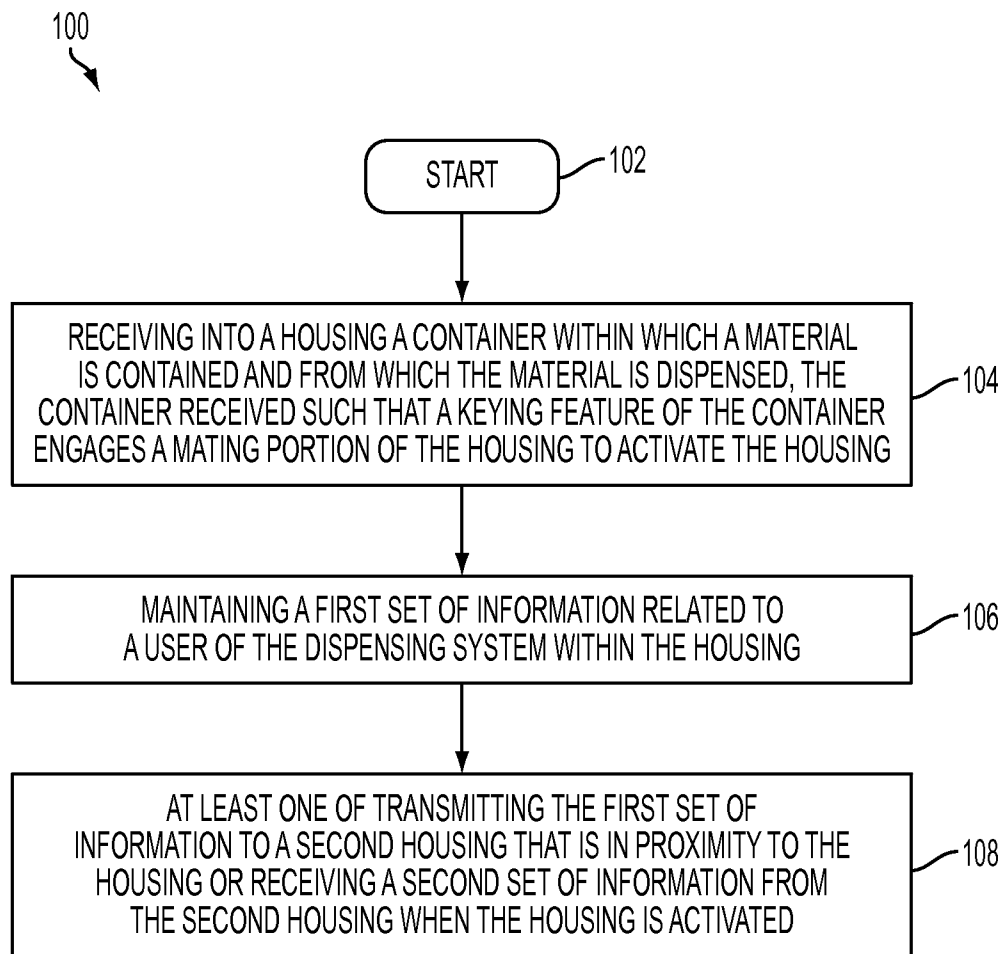 100
START
102
RECEIVING INTO A HOUSING A CONTAINER WITHIN WHICH A MATERIAL
IS CONTAINED AND FROM WHICH THE MATERIAL IS DISPENSED, THE
CONTAINER RECEIVED SUCH THAT A KEYING FEATURE OF THE CONTAINER
ENGAGES A MATING PORTION OF THE HOUSING TO ACTIVATE THE HOUSING
104
MAINTAINING A FIRST SET OF INFORMATION RELATED TO
A USER OF THE DISPENSING SYSTEM WITHIN THE HOUSING
106
AT LEAST ONE OF TRANSMITTING THE FIRST SET OF
INFORMATION TO A SECOND HOUSING THAT IS IN PROXIMITY TO THE
HOUSING OR RECEIVING A SECOND SET OF INFORMATION FROM
THE SECOND HOUSING WHEN THE HOUSING IS ACTIVATED
108